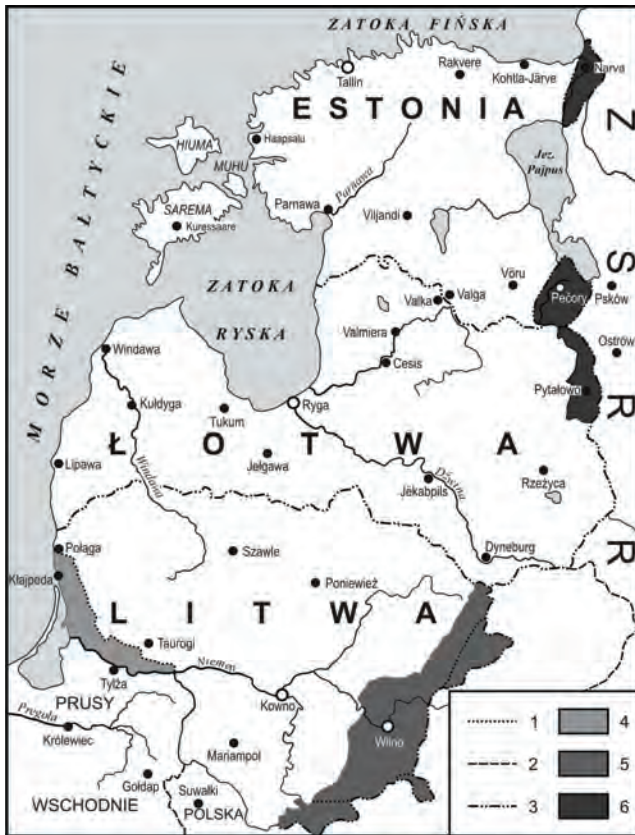 ZATOKA FIŃSKA
Tallin
Rakvere
Kohtla-Järve
Narva
Z
ESTONIA
MORZE BAŁTYCKIE
HIUMA
Haapsalu
MUHU
Jez.
Pajpus
SAREMA
Kuressaare
Parnawa
Parnawa
Viljandi
S
ZATOKA
RYSKA
Valka
Valga
Vöru
Pečory
Psków
Valmiera
Cesis
Ostrów
Windawa
Kułdyga
Tukum
Ryga
Pytałowo
R
ŁOTWA
Lipawa
Windawa
Jełgawa
Dźwina
Jēkabpils
Rzeżyca
Dyneburg
R
Połąga
Kłajpeda
Szawle
Poniewież
LITWA
Taurogi
Niemen
Tylża
Kowno
PRUSY
Pregoła
Królewiec
Mariampol
Wilno
Gołdap
Suwałki
WSCHODNIE
POLSKA
1
2
3
4
5
6